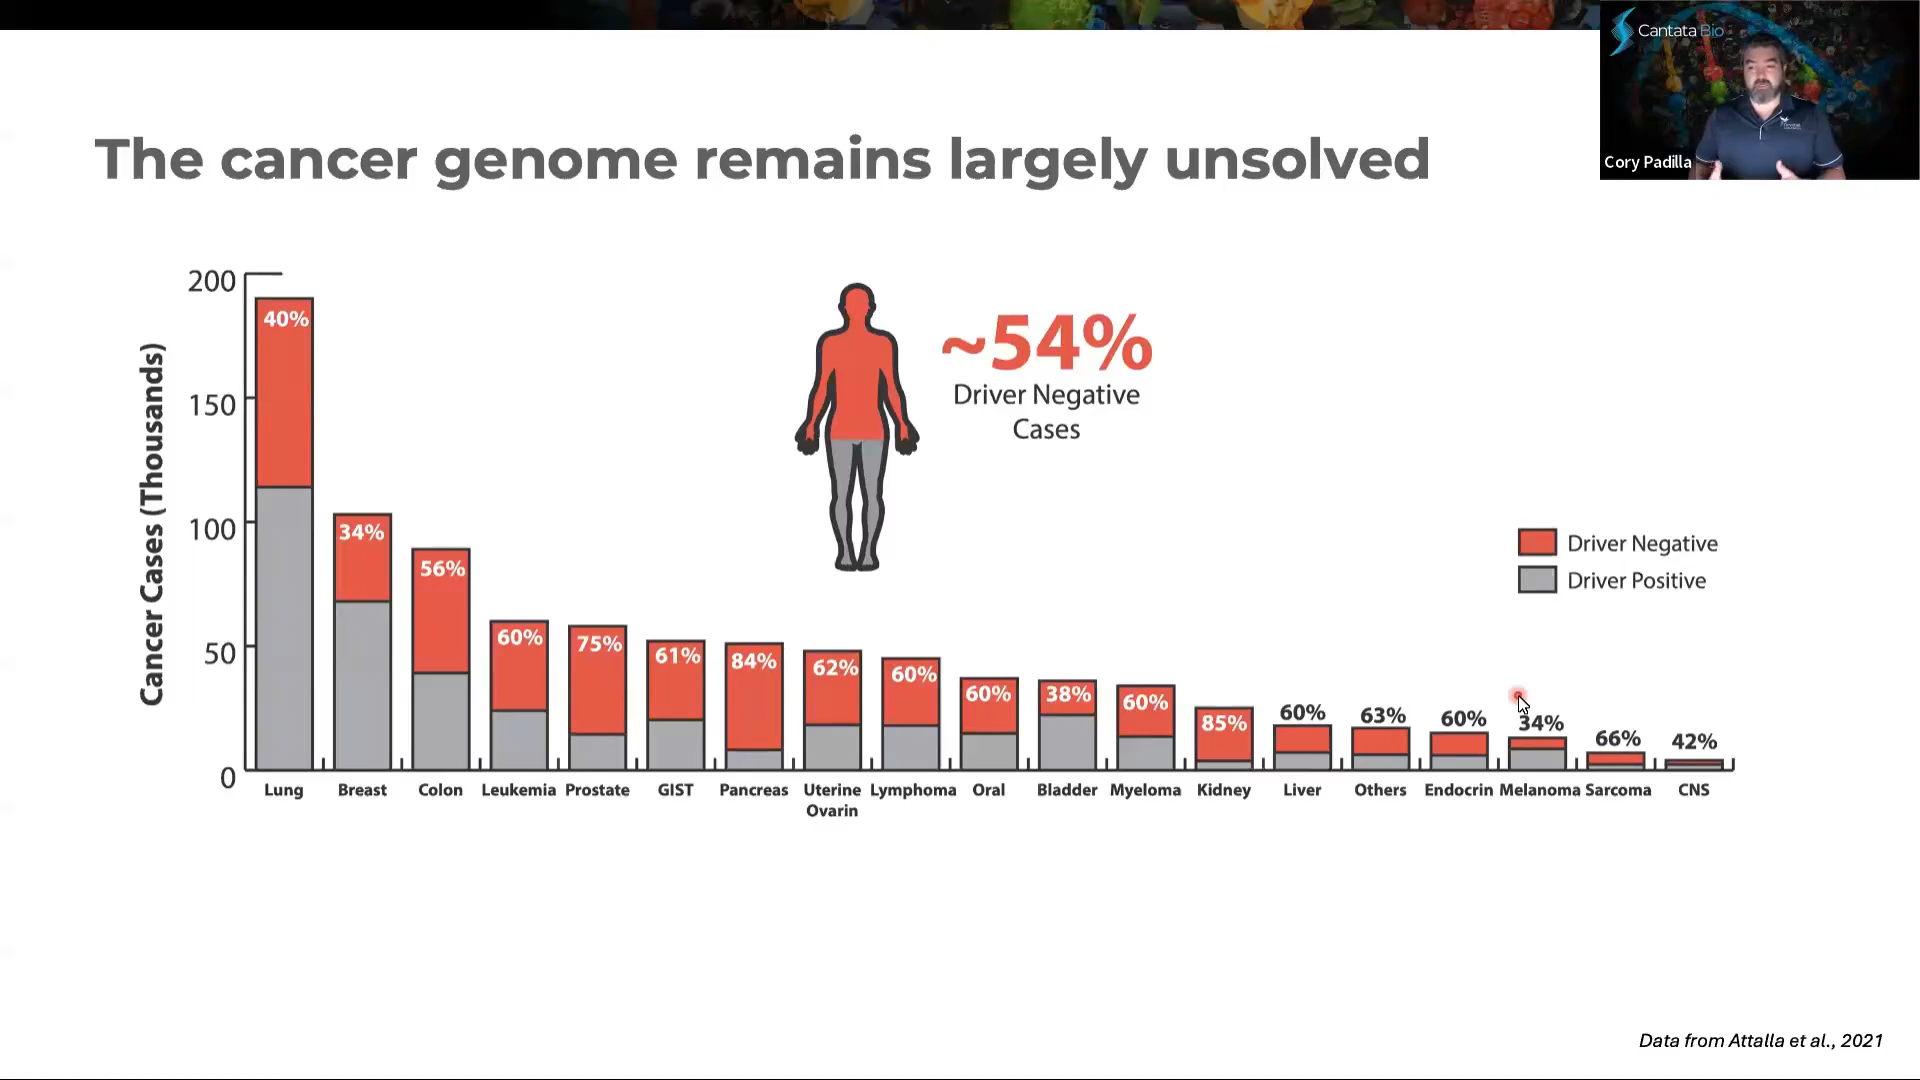 Cantata Bio
Cory Padilla
The cancer genome remains largely unsolved
Cancer Cases (Thousands)
200
150
100
50
0
40%
34%
56%
60%
75%
61%
84%
62%
60%
60%
38%
60%
85%
60%
63%
60%
34%
66%
42%
~54%
Driver Negative
Cases
Driver Negative
Driver Positive
Lung
Breast
Colon
Leukemia
Prostate
GIST
Pancreas
Uterine
Ovarin
Lymphoma
Oral
Bladder
Myeloma
Kidney
Liver
Others
Endocrin
Melanoma
Sarcoma
CNS
Data from Attalla et al., 2021